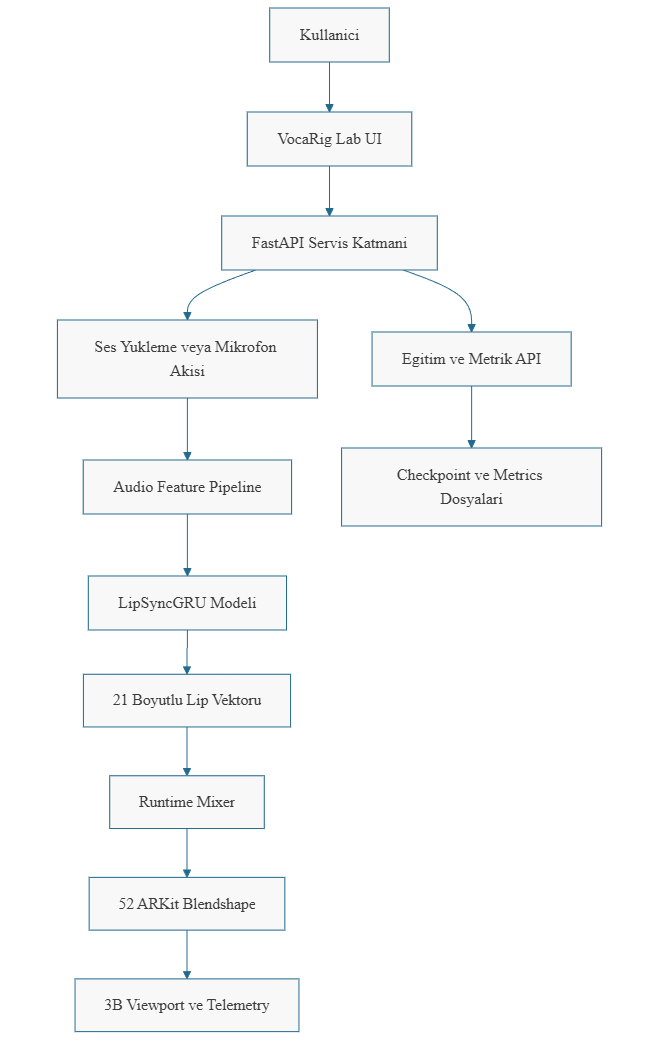 Kullanici
VocaRig Lab UI
FastAPI Servis Katmani
Ses Yukleme veya Mikrofon
Akisi
Egitim ve Metrik API
Audio Feature Pipeline
Checkpoint ve Metrics
Dosyalari
LipSyncGRU Modeli
21 Boyutlu Lip Vektoru
Runtime Mixer
52 ARKit Blendshape
3B Viewport ve Telemetry